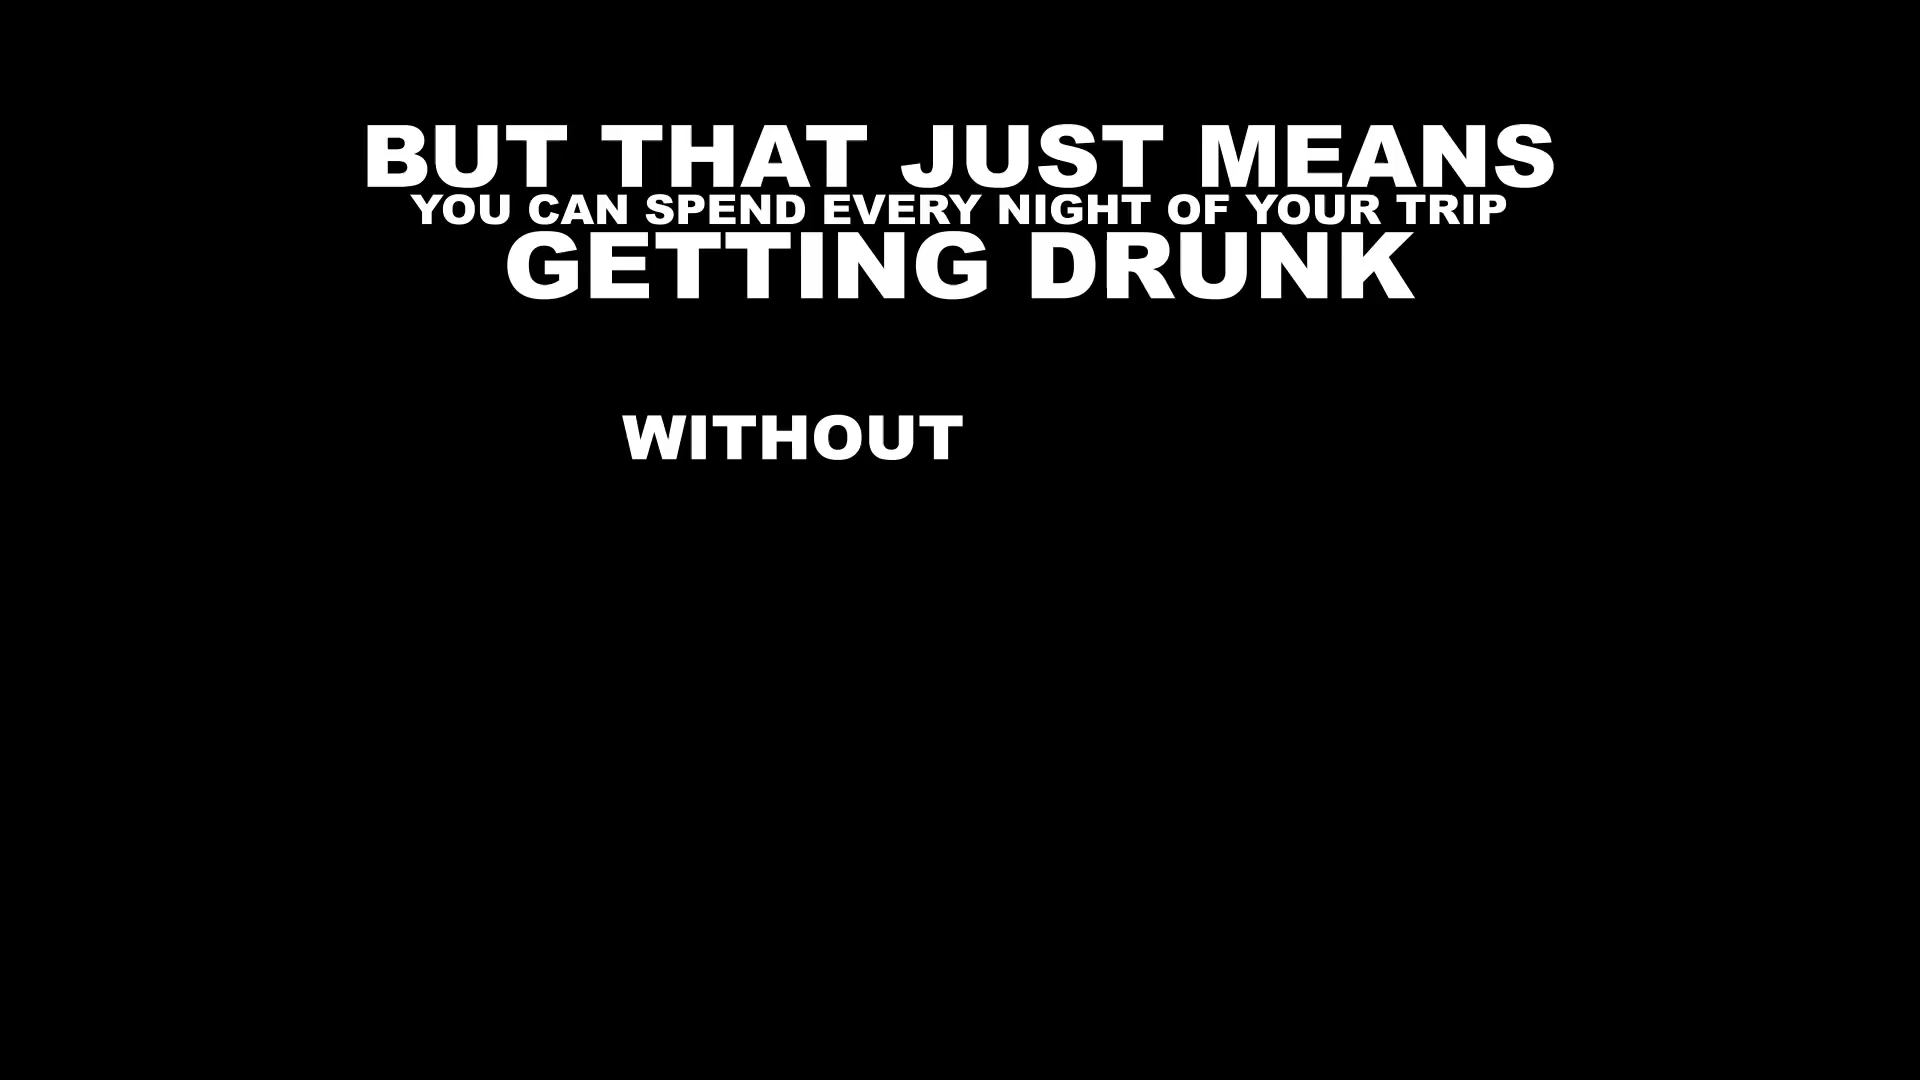 BUT THAT JUST MEANS
YOU CAN SPEND EVERY NIGHT OF YOUR TRIP
GETTING DRUNK
WITHOUT